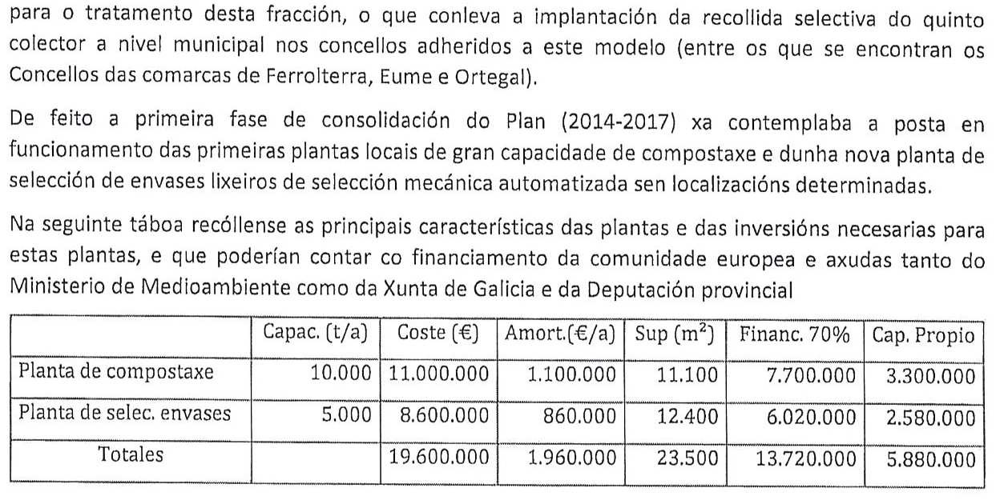 para o tratamento desta fracción, o que conleva a implantación da recollida selectiva do quinto
colector a nivel municipal nos concellos adheridos a este modelo (entre os que se encontran os
Concellos das comarcas de Ferrolterra, Eume e Ortegal).
De feito a primeira fase de consolidación do Plan (2014-2017) xa contemplaba a posta en
funcionamento das primeiras plantas locais de gran capacidade de compostaxe e dunha nova planta de
selección de envases lixeiros de selección mecánica automatizada sen localizacións determinadas.
Na seguinte táboa recóllense as principais características das plantas e das inversións necesarias para
estas plantas, e que poderían contar co financiamento da comunidade europea e axudas tanto do
Ministerio de Medioambiente como da Xunta de Galicia e da Deputación provincial
Capac. (t/a) Coste (€) Amort.(€/a) Sup (m²) Financ. 70% Cap. Propio
Planta de compostaxe 10.000 11.000.000 1.100.000 11.100 7.700.000 3.300.000
Planta de selec. envases 5.000 8.600.000 860.000 12.400 6.020.000 2.580.000
Totales 19.600.000 1.960.000 23.500 13.720.000 5.880.000